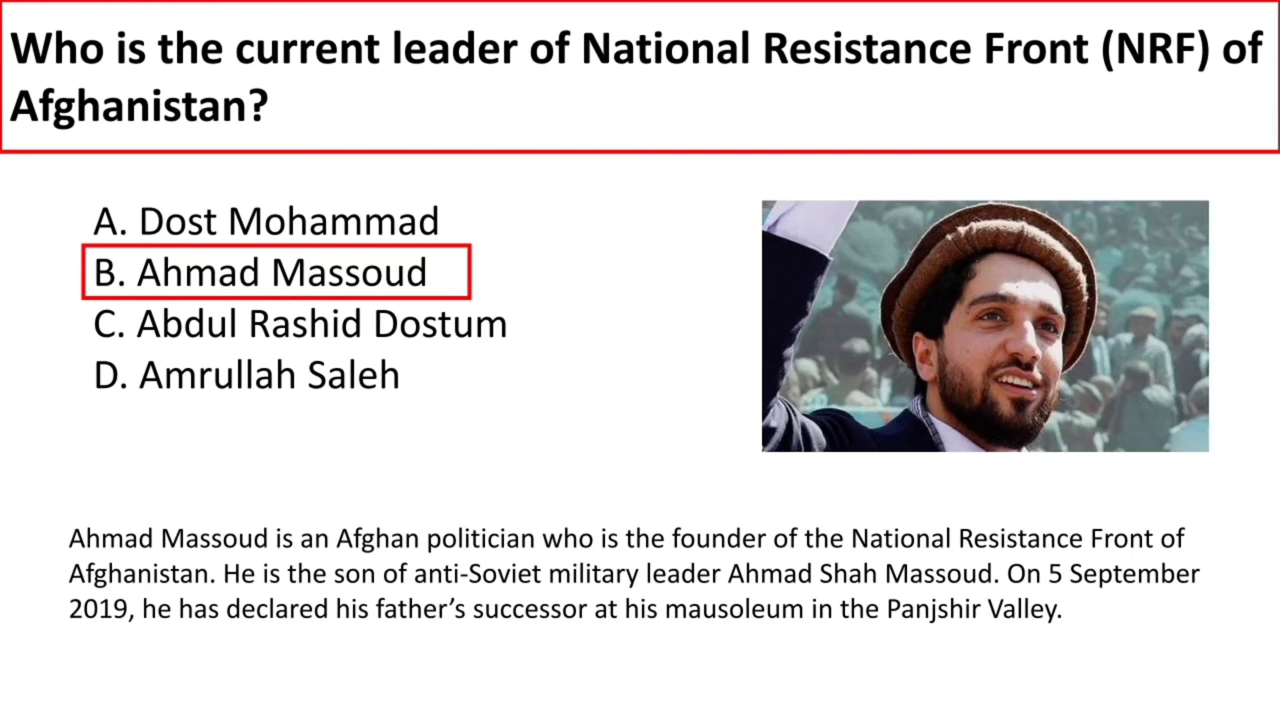 Who is the current leader of National Resistance Front (NRF) of
Afghanistan?
A. Dost Mohammad
B. Ahmad Massoud
C. Abdul Rashid Dostum
D. Amrullah Saleh
Ahmad Massoud is an Afghan politician who is the founder of the National Resistance Front of
Afghanistan. He is the son of anti-Soviet military leader Ahmad Shah Massoud. On 5 September
2019, he has declared his father’s successor at his mausoleum in the Panjshir Valley.